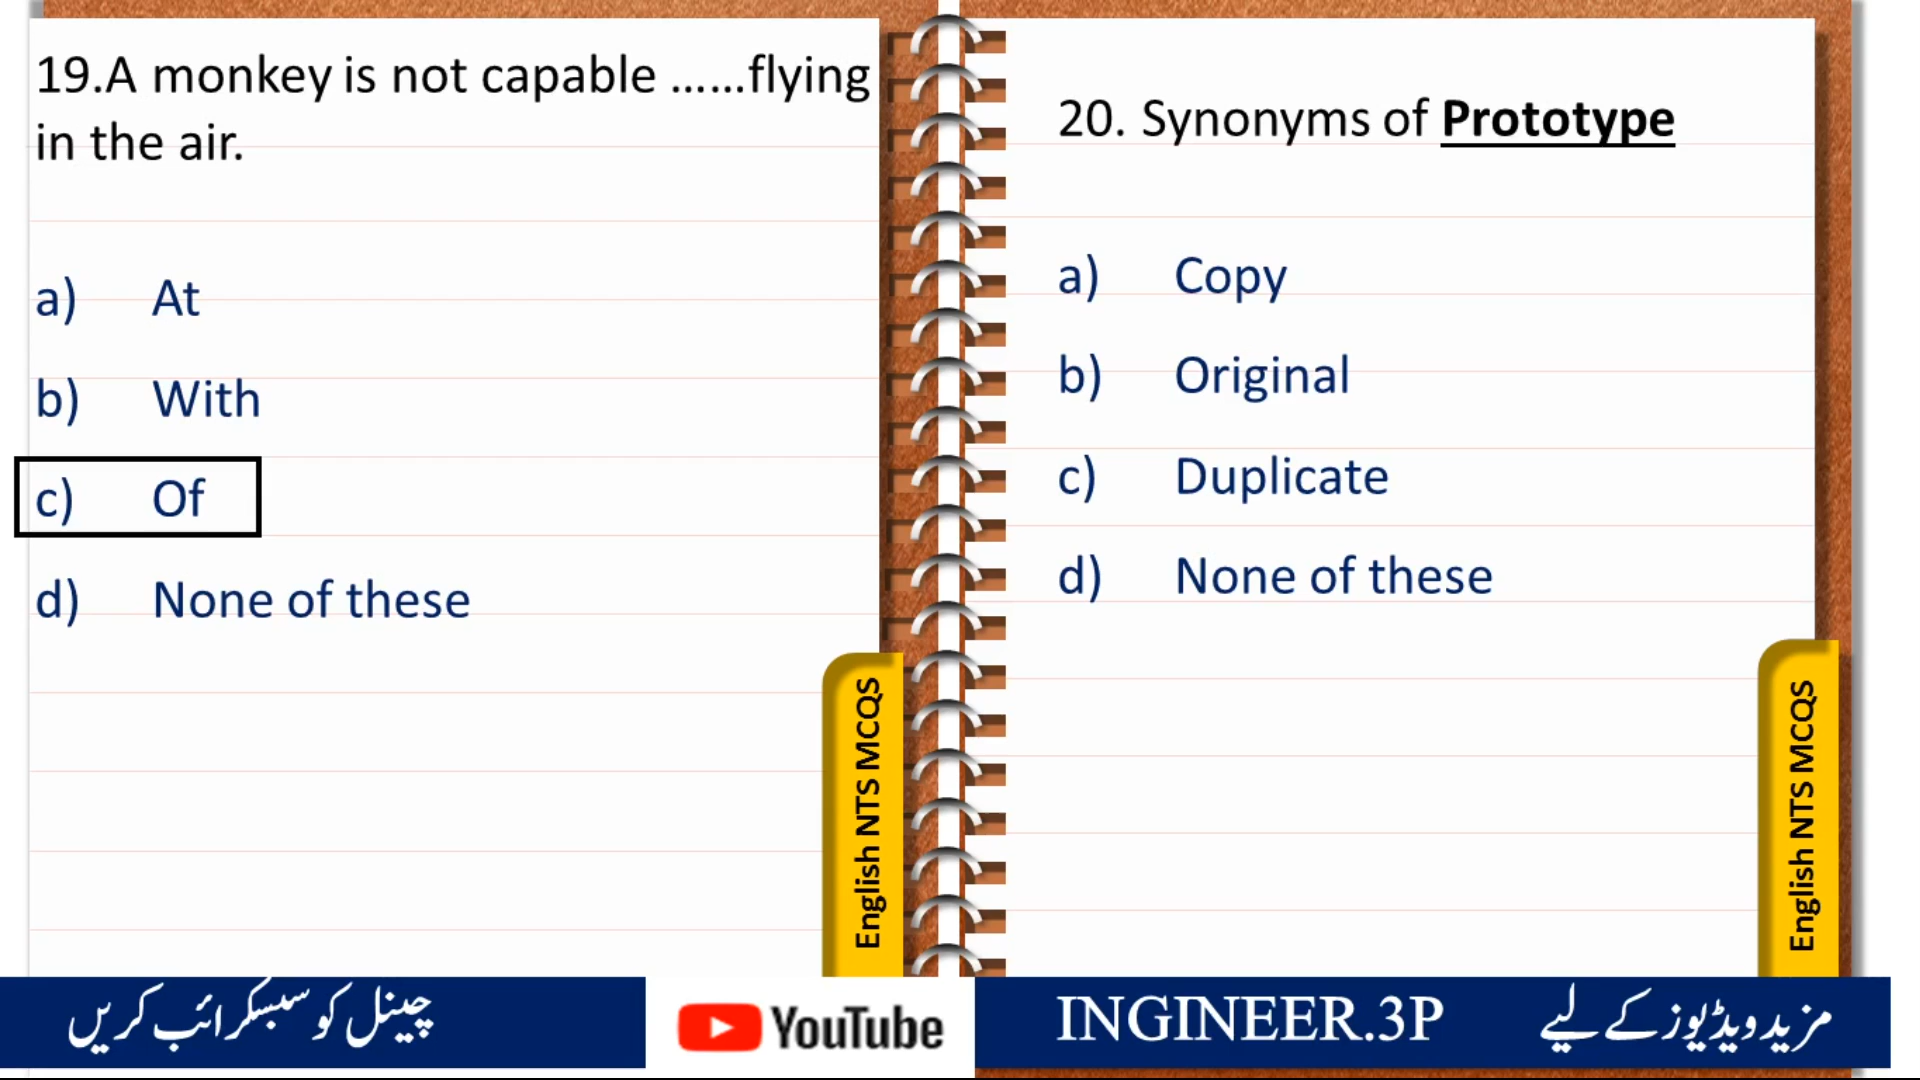 19.A monkey is not capable ......flying
in the air.
a) At
b) With
c) Of
d) None of these
English NTS MCQS
20. Synonyms of Prototype
a) Copy
b) Original
c) Duplicate
d) None of these
English NTS MCQS
چینل کو سبسکرائب کریں
YouTube
INGINEER.3P
مزید ویڈیوز کے لیے